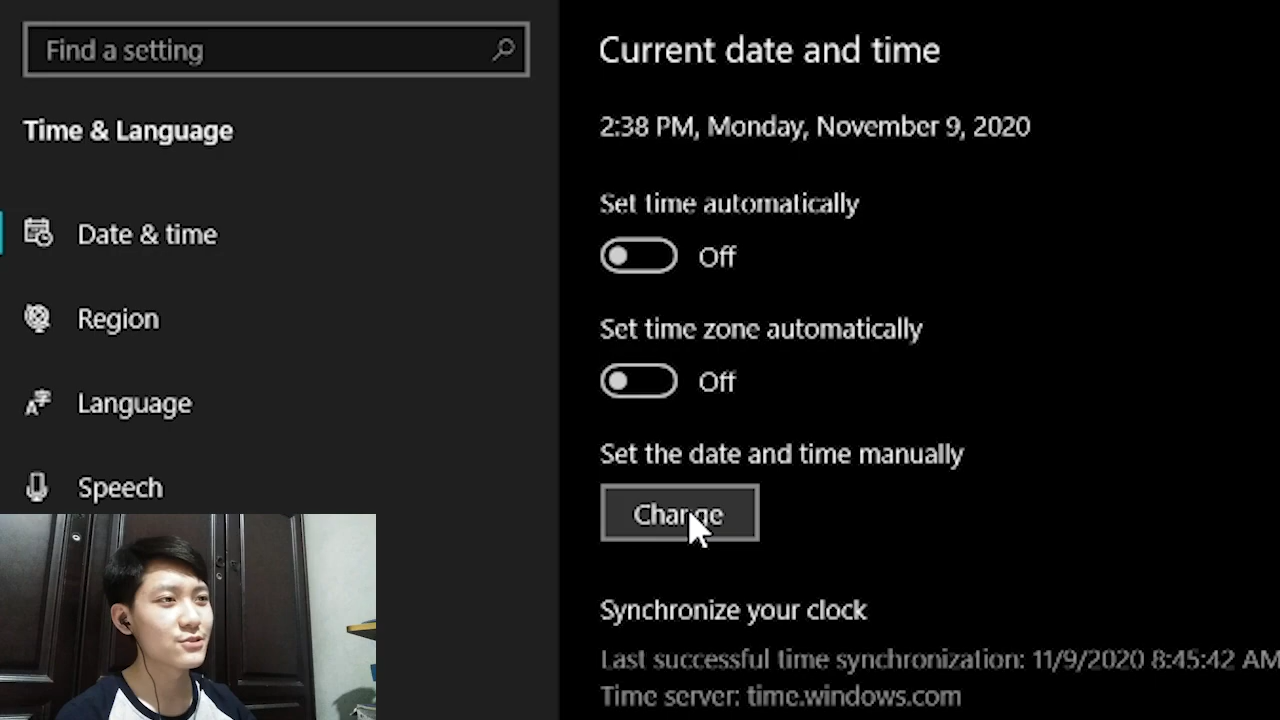 Find a setting
Time & Language
Date & time
Region
Language
Speech
Current date and time
2:38 PM, Monday, November 9, 2020
Set time automatically
Off
Set time zone automatically
Off
Set the date and time manually
Change
Synchronize your clock
Last successful time synchronization: 11/9/2020 8:45:42 AM
Time server: time.windows.com